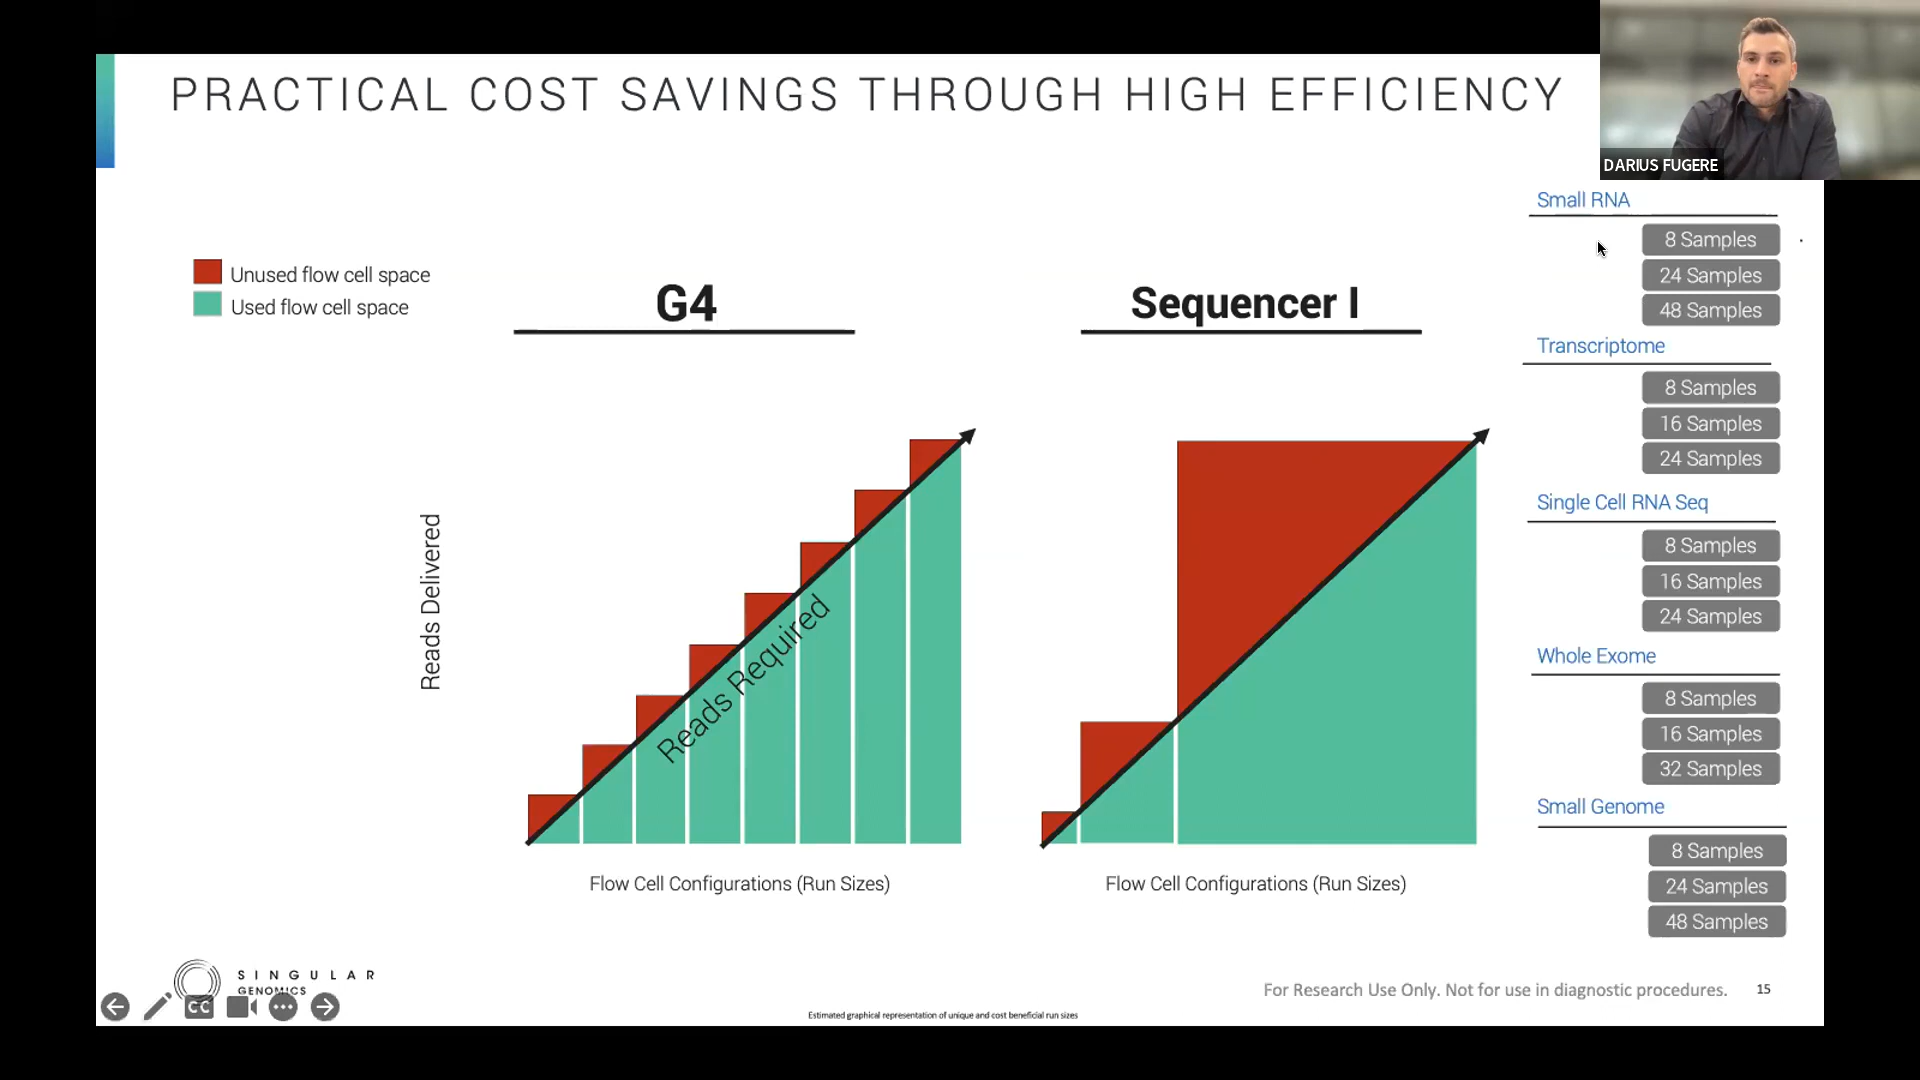 PRACTICAL COST SAVINGS THROUGH HIGH EFFICIENCY
DARIUS FUGERE
Unused flow cell space
Used flow cell space
G4
Sequencer I
Reads Delivered
Reads Required
Flow Cell Configurations (Run Sizes)
Flow Cell Configurations (Run Sizes)
Small RNA
8 Samples
24 Samples
48 Samples
Transcriptome
8 Samples
16 Samples
24 Samples
Single Cell RNA Seq
8 Samples
16 Samples
24 Samples
Whole Exome
8 Samples
16 Samples
32 Samples
Small Genome
8 Samples
24 Samples
48 Samples
SINGULAR
GENOMICS
CC
For Research Use Only. Not for use in diagnostic procedures.
15
Estimated graphical representation of unique and cost beneficial run sizes